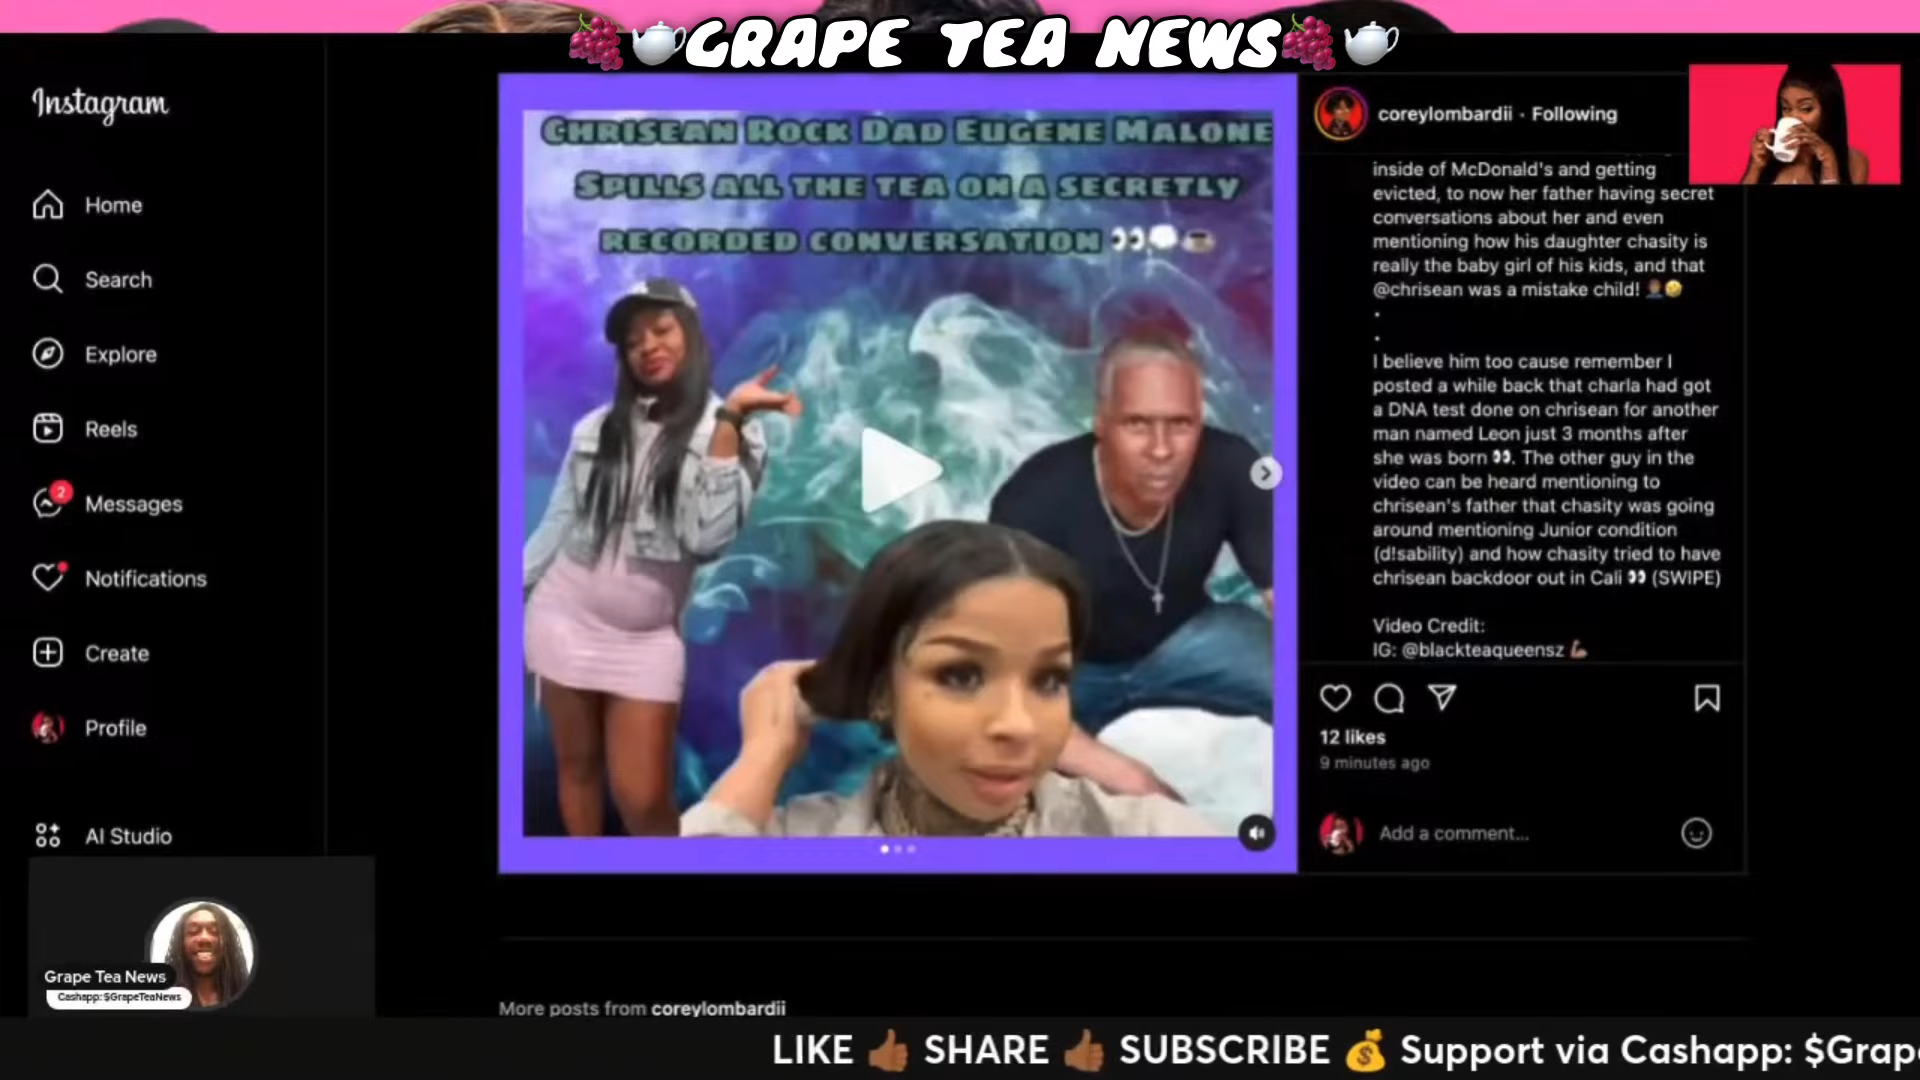 🍇🫖GRAPE TEA NEWS🍇🫖
Instagram
Home
Search
Explore
Reels
2
Messages
Notifications
Create
Profile
AI Studio
Grape Tea News
Cashapp: $GrapeTeaNews
CHRISEAN ROCK DAD EUGENE MALONE
SPILLS ALL THE TEA ON A SECRETLY
RECORDED CONVERSATION 👀💭☕
coreylombardii · Following
inside of McDonald's and getting
evicted, to now her father having secret
conversations about her and even
mentioning how his daughter chasity is
really the baby girl of his kids, and that
@chrisean was a mistake child! 🤦🏽‍♂️🤣
.
.
I believe him too cause remember I
posted a while back that charla had got
a DNA test done on chrisean for another
man named Leon just 3 months after
she was born 👀. The other guy in the
video can be heard mentioning to
chrisean's father that chasity was going
around mentioning Junior condition
(d!sability) and how chasity tried to have
chrisean backdoor out in Cali 👀 (SWIPE)
Video Credit:
IG: @blackteaqueensz 💪🏽
12 likes
9 minutes ago
Add a comment...
More posts from coreylombardii
LIKE 👍🏾 SHARE 👍🏾 SUBSCRIBE 💰 Support via Cashapp: $Grap